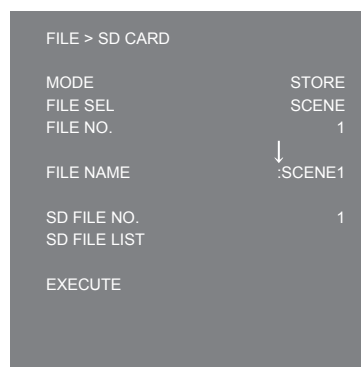 FILE > SD CARD
MODE STORE
FILE SEL SCENE
FILE NO. 1
↓
FILE NAME :SCENE1
SD FILE NO. 1
SD FILE LIST
EXECUTE